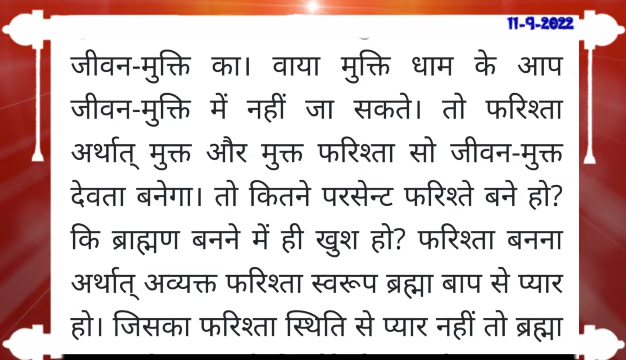 11-9-2022
जीवन-मुक्ति का। वाया मुक्ति धाम के आप
जीवन-मुक्ति में नहीं जा सकते। तो फरिश्ता
अर्थात् मुक्त और मुक्त फरिश्ता सो जीवन-मुक्त
देवता बनेगा। तो कितने परसेन्ट फरिश्ते बने हो?
कि ब्राह्मण बनने में ही खुश हो? फरिश्ता बनना
अर्थात् अव्यक्त फरिश्ता स्वरूप ब्रह्मा बाप से प्यार
हो। जिसका फरिश्ता स्थिति से प्यार नहीं तो ब्रह्मा